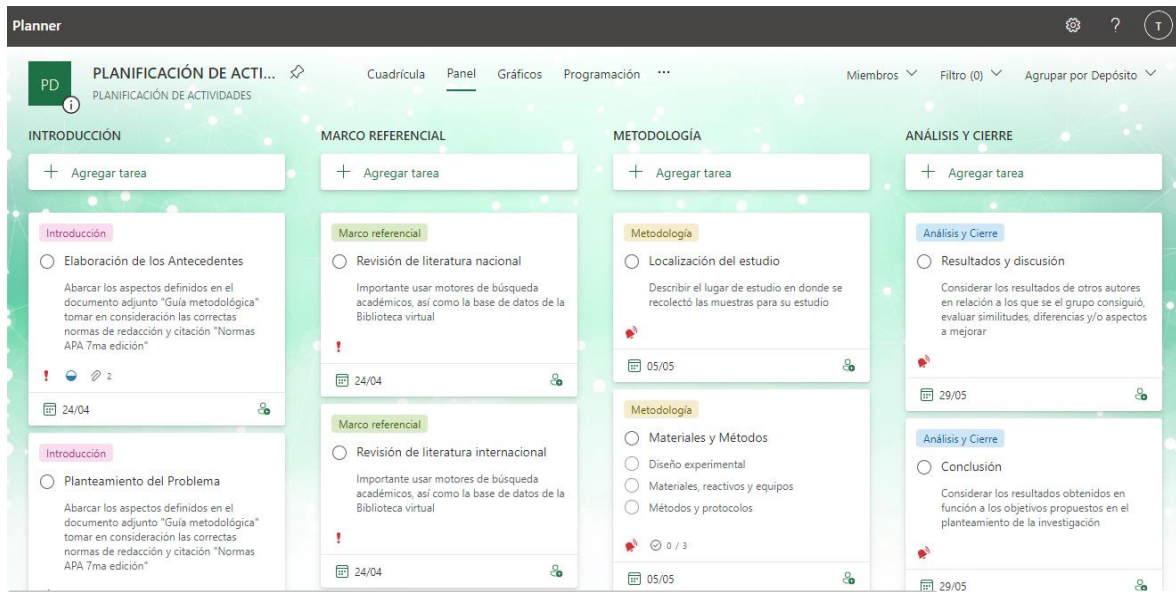 Planner
?
T
PD
PLANIFICACIÓN DE ACTI...
PLANIFICACIÓN DE ACTIVIDADES
Cuadrícula Panel Gráficos Programación ...
Miembros Filtro (0) Agrupar por Depósito
INTRODUCCIÓN
+ Agregar tarea
Introducción
Elaboración de los Antecedentes
Abarcar los aspectos definidos en el
documento adjunto "Guía metodológica"
tomar en consideración las correctas
normas de redacción y citación "Normas
APA 7ma edición"
! 2
24/04
Introducción
Planteamiento del Problema
Abarcar los aspectos definidos en el
documento adjunto "Guía metodológica"
tomar en consideración las correctas
normas de redacción y citación "Normas
APA 7ma edición"
MARCO REFERENCIAL
+ Agregar tarea
Marco referencial
Revisión de literatura nacional
Importante usar motores de búsqueda
académicos, así como la base de datos de la
Biblioteca virtual
!
24/04
Marco referencial
Revisión de literatura internacional
Importante usar motores de búsqueda
académicos, así como la base de datos de la
Biblioteca virtual
!
24/04
METODOLOGÍA
+ Agregar tarea
Metodología
Localización del estudio
Describir el lugar de estudio en donde se
recolectó las muestras para su estudio
05/05
Metodología
Materiales y Métodos
Diseño experimental
Materiales, reactivos y equipos
Métodos y protocolos
0 / 3
05/05
ANÁLISIS Y CIERRE
+ Agregar tarea
Análisis y Cierre
Resultados y discusión
Considerar los resultados de otros autores
en relación a los que se el grupo consiguió,
evaluar similitudes, diferencias y/o aspectos
a mejorar
29/05
Análisis y Cierre
Conclusión
Considerar los resultados obtenidos en
función a los objetivos propuestos en el
planteamiento de la investigación
29/05